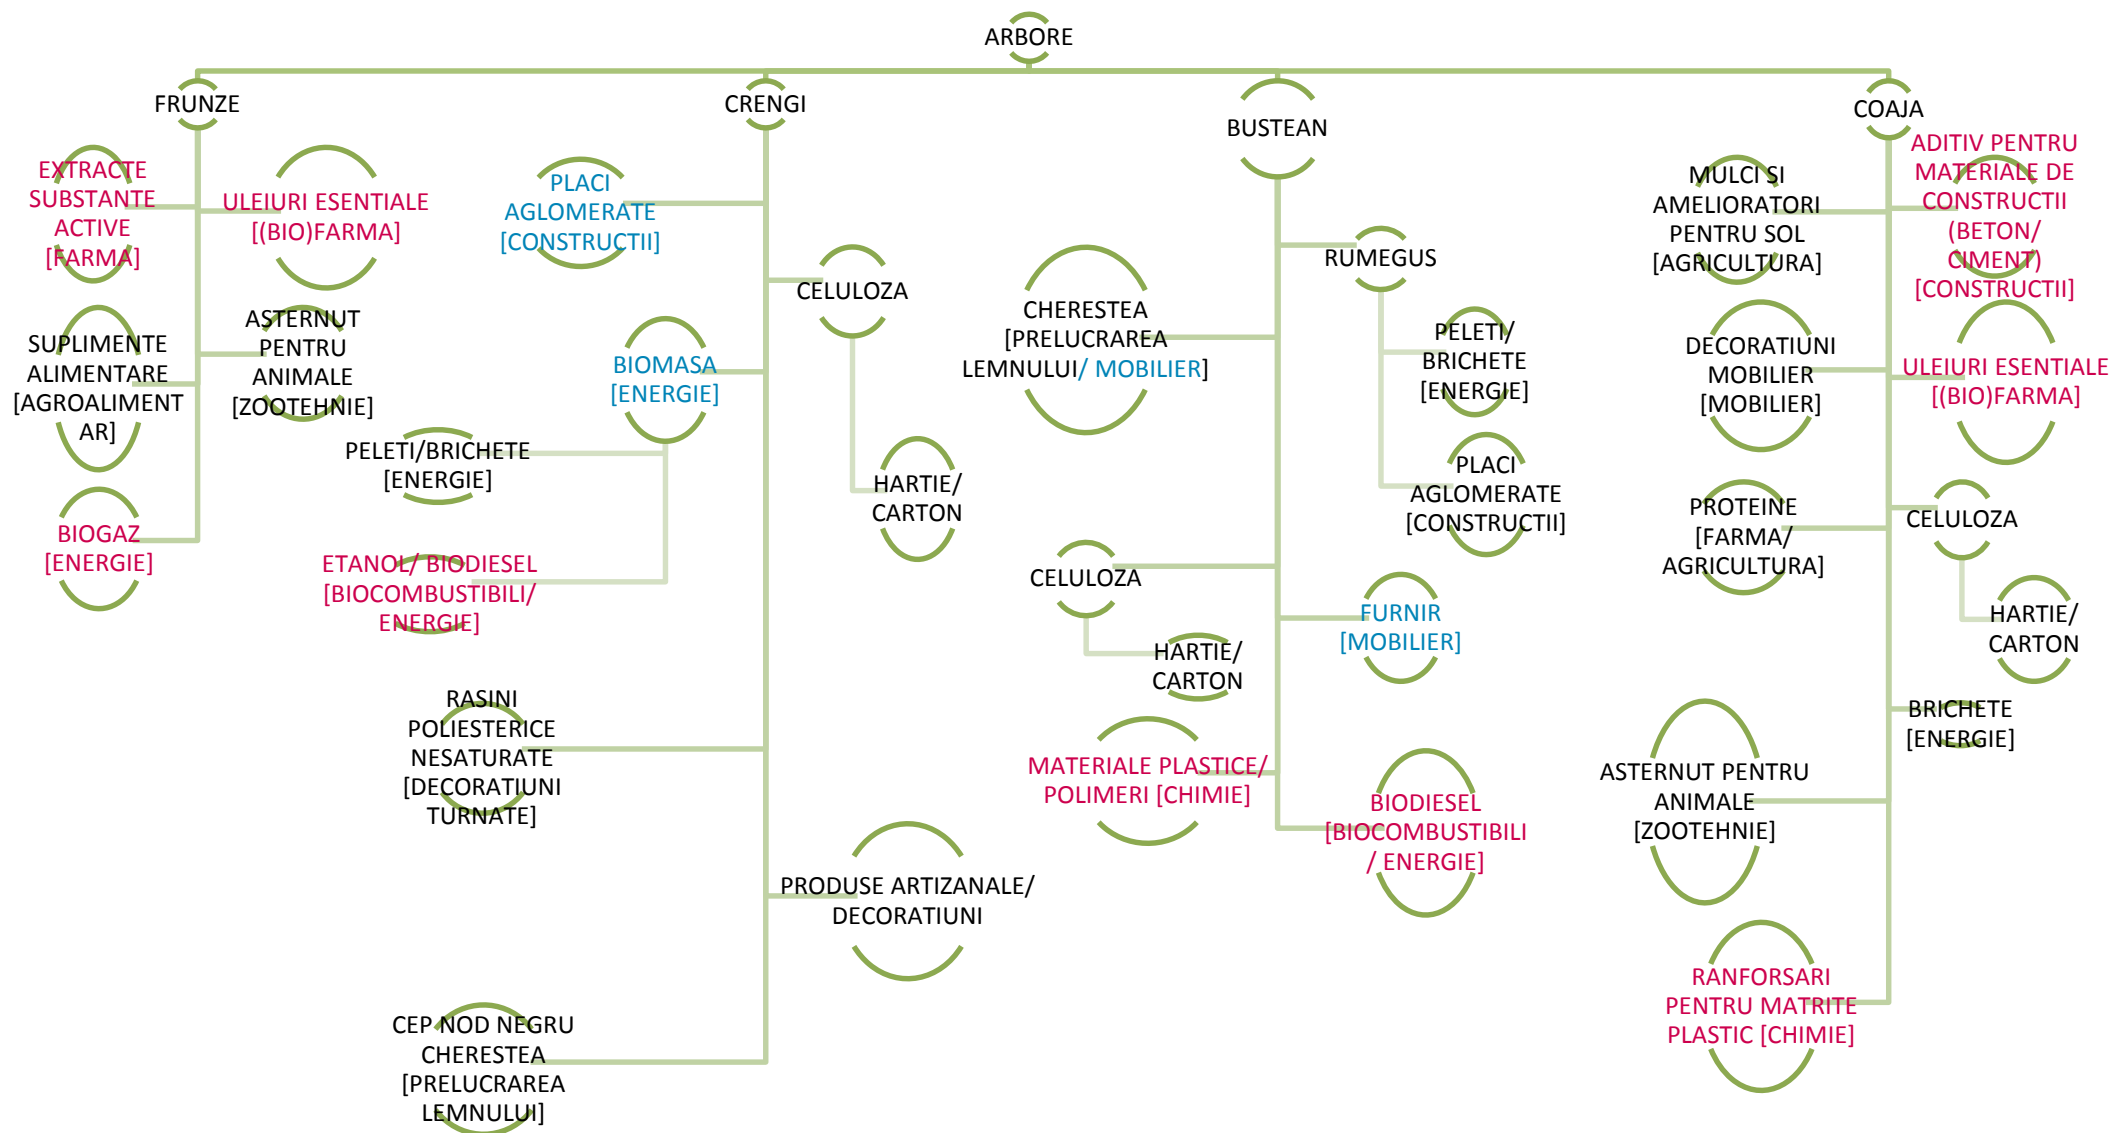 ARBORE
FRUNZE
EXTRACTE
SUBSTANTE
ACTIVE
[FARMA]
ULEIURI ESENTIALE
[(BIO)FARMA]
SUPLIMENTE
ALIMENTARE
[AGROALIMENT
AR]
ASTERNUT
PENTRU
ANIMALE
[ZOOTEHNIE]
BIOGAZ
[ENERGIE]
CRENGI
PLACI
AGLOMERATE
[CONSTRUCTII]
CELULOZA
HARTIE/
CARTON
BIOMASA
[ENERGIE]
PELETI/BRICHETE
[ENERGIE]
ETANOL/ BIODIESEL
[BIOCOMBUSTIBILI/
ENERGIE]
RASINI
POLIESTERICE
NESATURATE
[DECORATIUNI
TURNATE]
PRODUSE ARTIZANALE/
DECORATIUNI
CEP NOD NEGRU
CHERESTEA
[PRELUCRAREA
LEMNULUI]
BUSTEAN
CHERESTEA
[PRELUCRAREA
LEMNULUI/ MOBILIER]
RUMEGUS
PELETI/
BRICHETE
[ENERGIE]
PLACI
AGLOMERATE
[CONSTRUCTII]
CELULOZA
HARTIE/
CARTON
FURNIR
[MOBILIER]
MATERIALE PLASTICE/
POLIMERI [CHIMIE]
BIODIESEL
[BIOCOMBUSTIBILI
/ ENERGIE]
COAJA
MULCI SI
AMELIORATORI
PENTRU SOL
[AGRICULTURA]
ADITIV PENTRU
MATERIALE DE
CONSTRUCTII
(BETON/
CIMENT)
[CONSTRUCTII]
DECORATIUNI
MOBILIER
[MOBILIER]
ULEIURI ESENTIALE
[(BIO)FARMA]
PROTEINE
[FARMA/
AGRICULTURA]
CELULOZA
HARTIE/
CARTON
BRICHETE
[ENERGIE]
ASTERNUT PENTRU
ANIMALE
[ZOOTEHNIE]
RANFORSARI
PENTRU MATRITE
PLASTIC [CHIMIE]